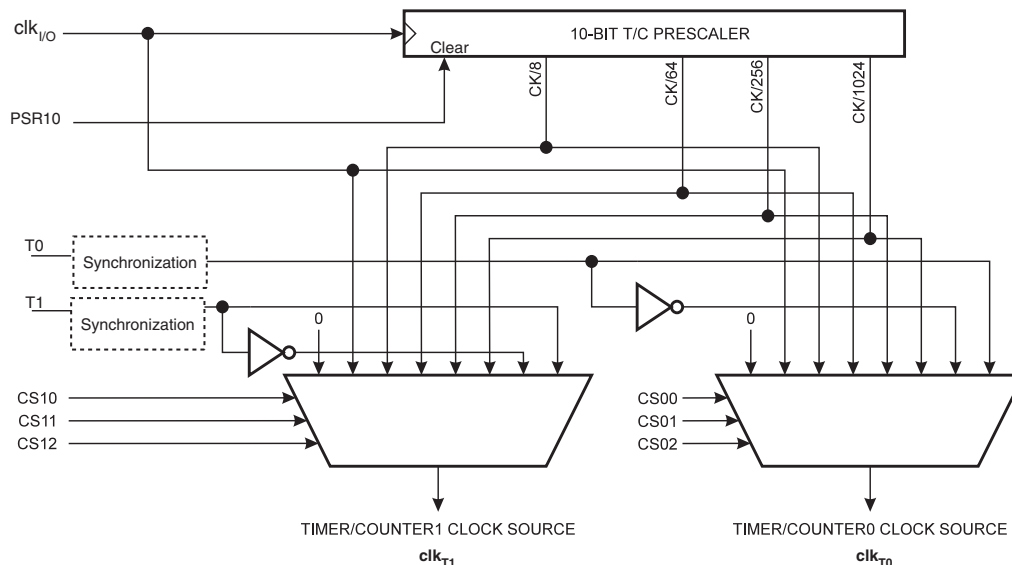 clkI/O
10-BIT T/C PRESCALER
Clear
CK/8
CK/64
CK/256
CK/1024
PSR10
T0
Synchronization
T1
Synchronization
0
0
CS10
CS11
CS12
CS00
CS01
CS02
TIMER/COUNTER1 CLOCK SOURCE
clkT1
TIMER/COUNTER0 CLOCK SOURCE
clkT0